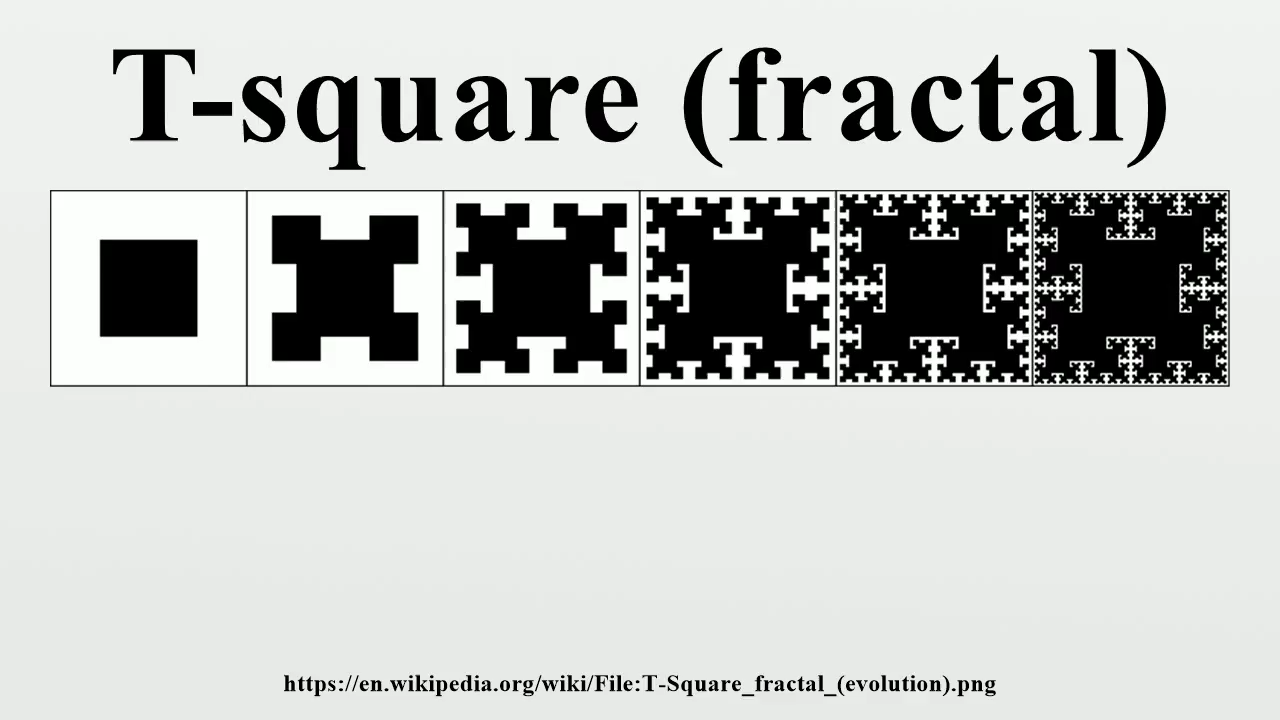 T-square (fractal)
https://en.wikipedia.org/wiki/File:T-Square_fractal_(evolution).png